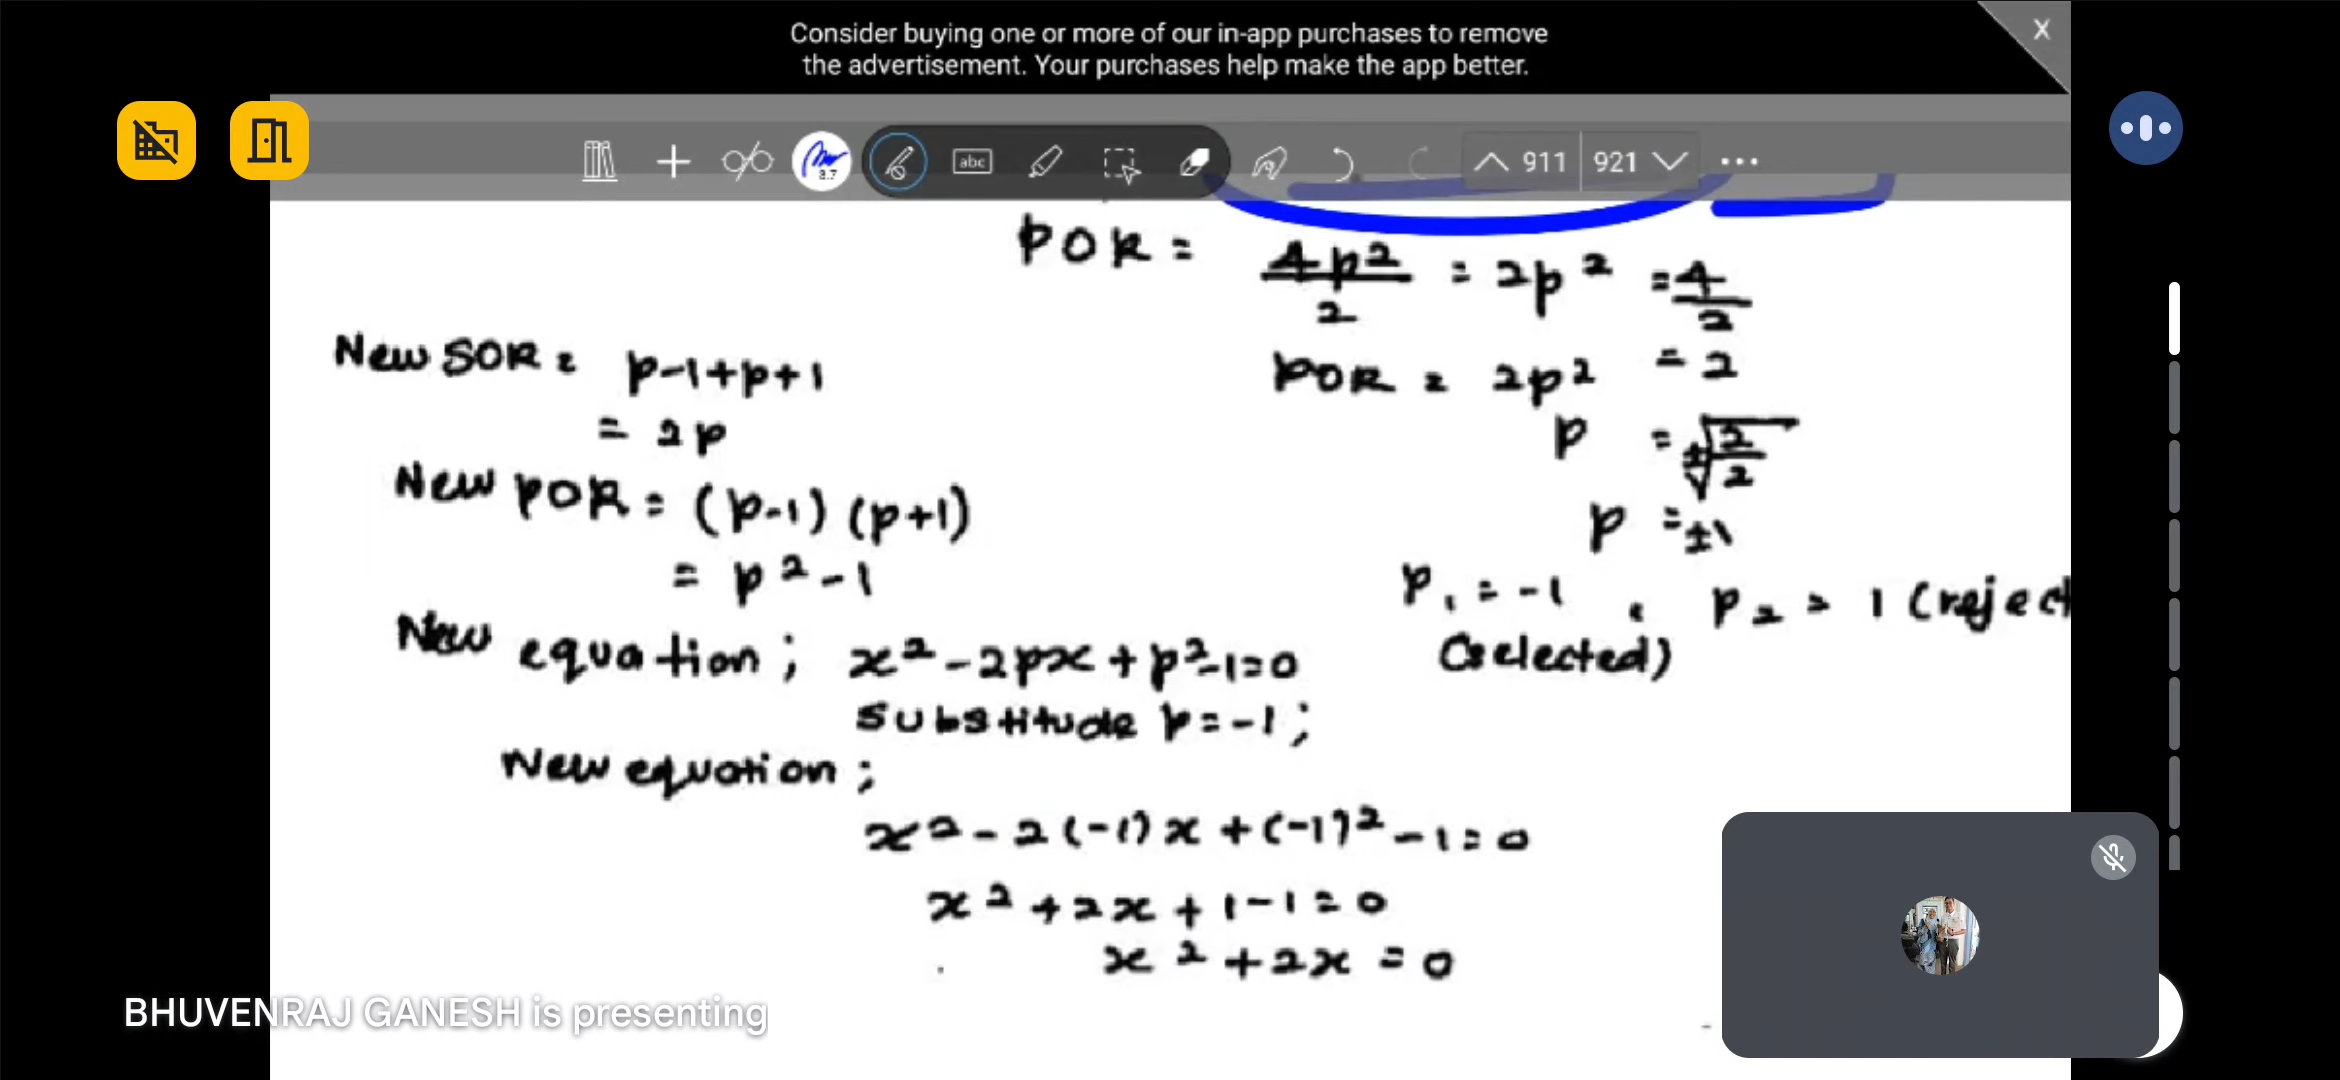 Consider buying one or more of our in-app purchases to remove
the advertisement. Your purchases help make the app better.
X
abc
911
921
3.7
POR = 4p²/2 = 2p² = 4/2
New SOR = p-1+p+1
= 2p
POR = 2p² = 2
p = ±√(2/2)
p = ±1
New POR = (p-1)(p+1)
= p²-1
p₁ = -1 , p₂ = 1 (reject
(selected)
New equation; x²-2px+p²-1=0
substitude p=-1;
New equation;
x²-2(-1)x+(-1)²-1=0
x²+2x+1-1=0
x²+2x=0
BHUVENRAJ GANESH is presenting